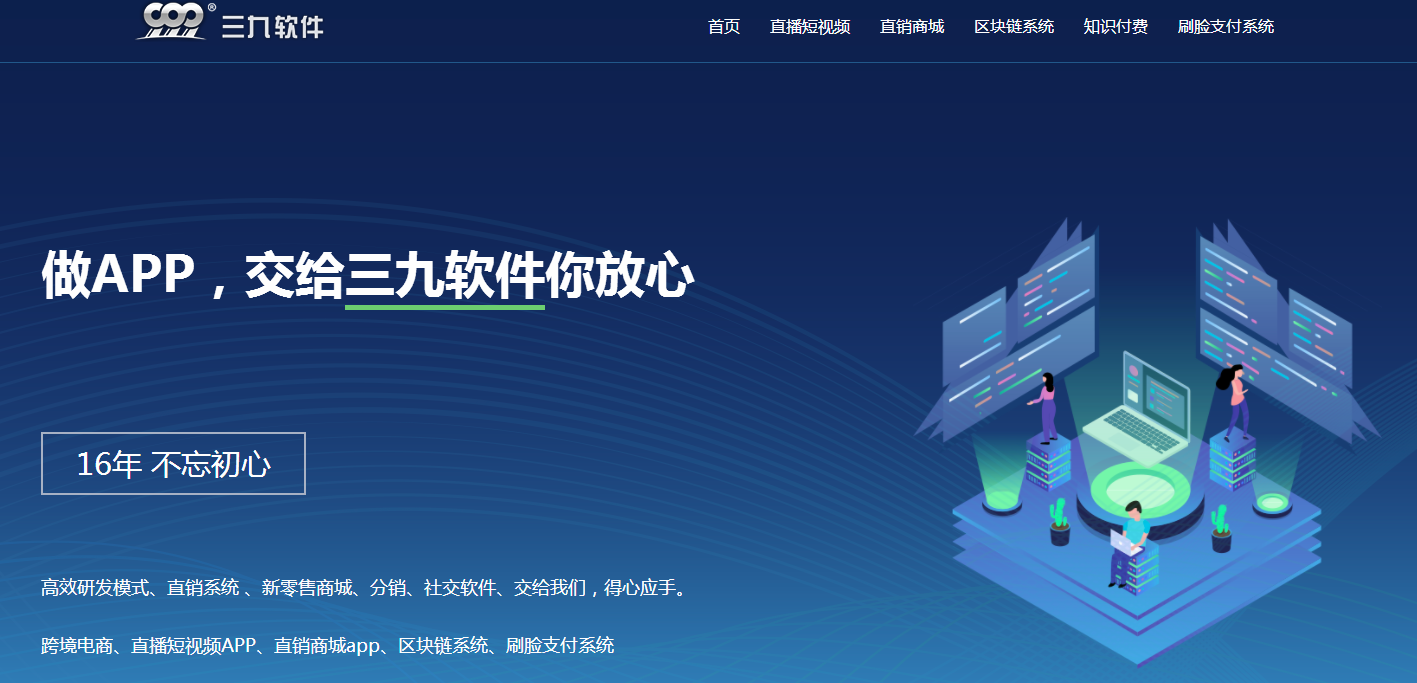 ® 三九软件
首页 直播短视频 直销商城 区块链系统 知识付费 刷脸支付系统
做APP，交给三九软件你放心
16年 不忘初心
高效研发模式、直销系统 、新零售商城、分销、社交软件、交给我们，得心应手。
跨境电商、直播短视频APP、直销商城app、区块链系统、刷脸支付系统